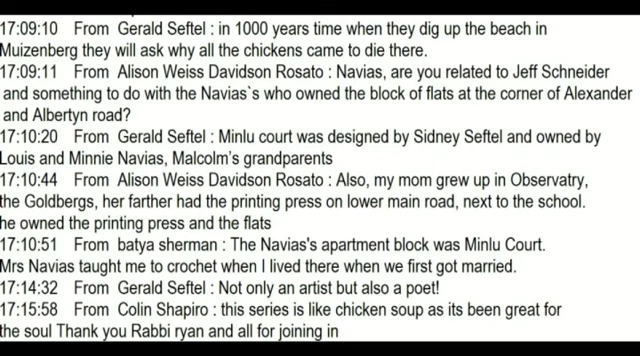 17:09:10 From Gerald Seftel : in 1000 years time when they dig up the beach in
Muizenberg they will ask why all the chickens came to die there.
17:09:11 From Alison Weiss Davidson Rosato : Navias, are you related to Jeff Schneider
and something to do with the Navias`s who owned the block of flats at the corner of Alexander
and Albertyn road?
17:10:20 From Gerald Seftel : Minlu court was designed by Sidney Seftel and owned by
Louis and Minnie Navias, Malcolm's grandparents
17:10:44 From Alison Weiss Davidson Rosato : Also, my mom grew up in Observatry,
the Goldbergs, her farther had the printing press on lower main road, next to the school.
he owned the printing press and the flats
17:10:51 From batya sherman : The Navias's apartment block was Minlu Court.
Mrs Navias taught me to crochet when I lived there when we first got married.
17:14:32 From Gerald Seftel : Not only an artist but also a poet!
17:15:58 From Colin Shapiro : this series is like chicken soup as its been great for
the soul Thank you Rabbi ryan and all for joining in